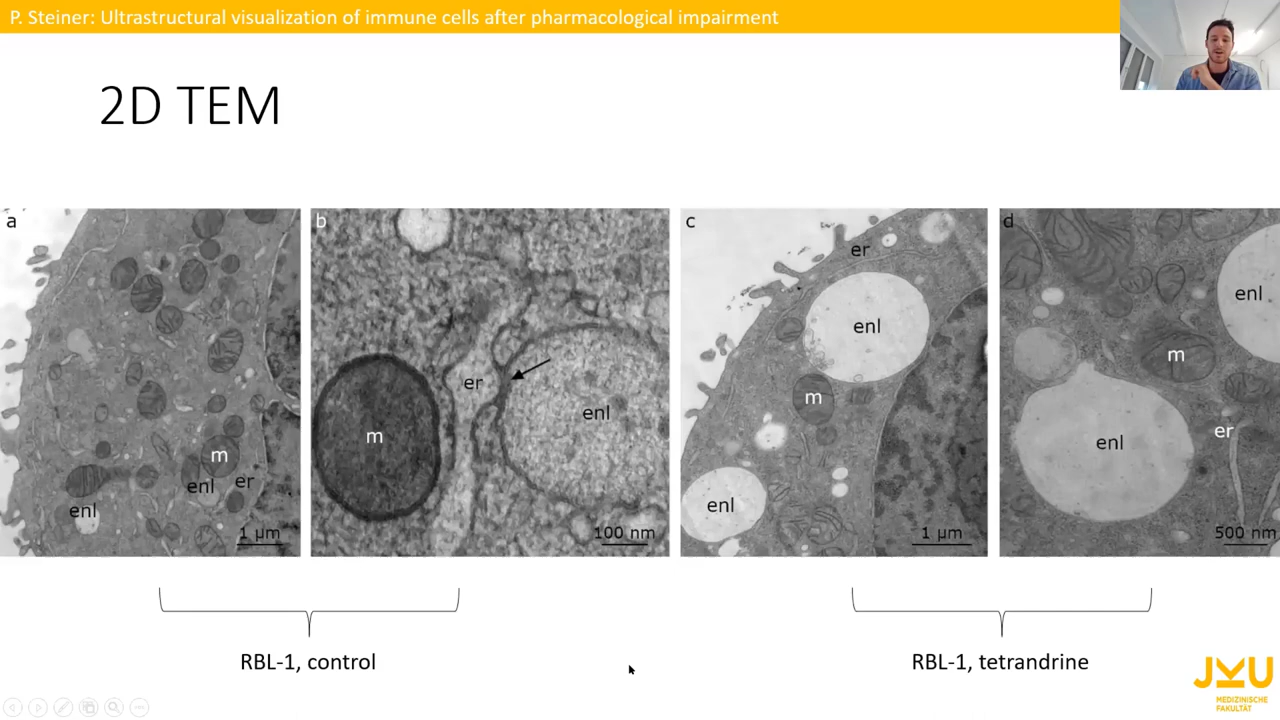 P. Steiner: Ultrastructural visualization of immune cells after pharmacological impairment
2D TEM
a
m
enl
er
enl
1 µm
b
er
enl
m
100 nm
c
er
enl
m
enl
1 µm
d
enl
m
er
enl
500 nm
RBL-1, control
RBL-1, tetrandrine
JKU
MEDIZINISCHE
FAKULTÄT